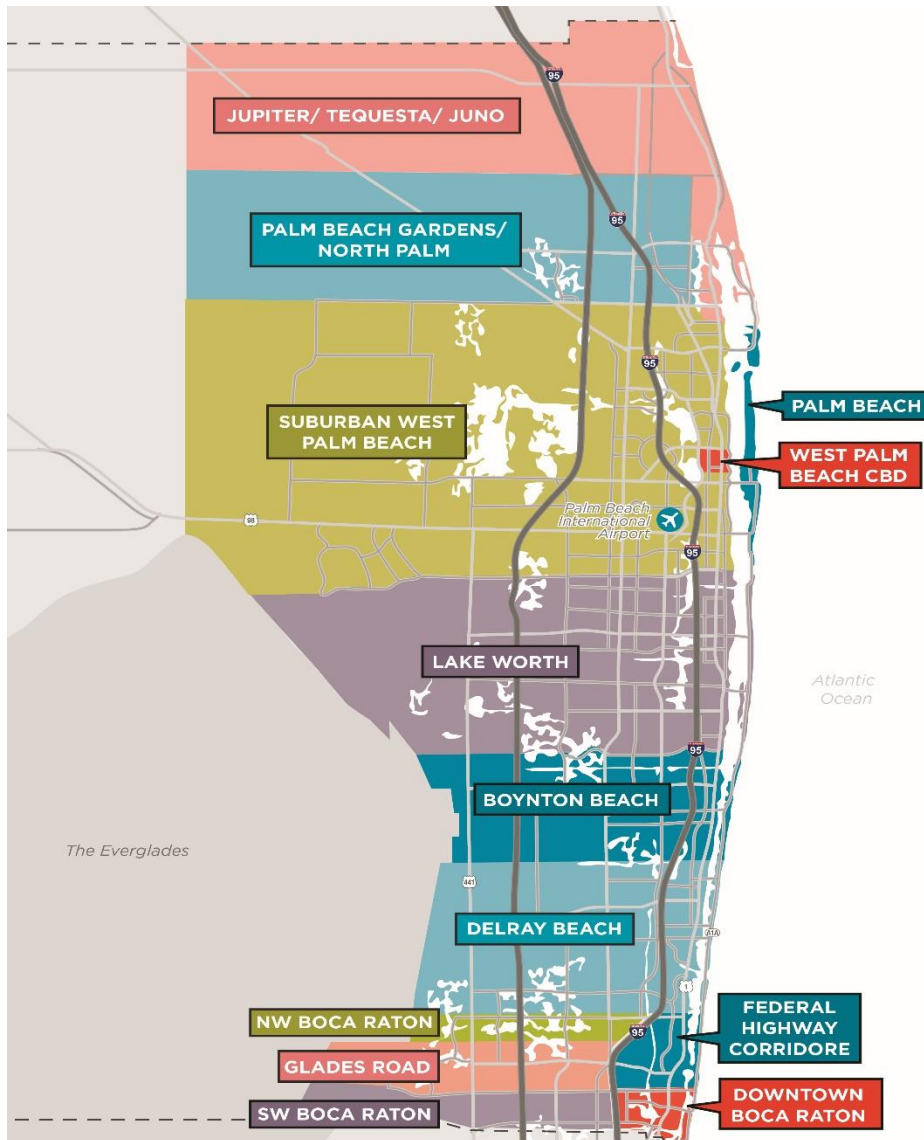 95
JUPITER/ TEQUESTA/ JUNO
95
PALM BEACH GARDENS/
NORTH PALM
95
PALM BEACH
SUBURBAN WEST
PALM BEACH
WEST PALM
BEACH CBD
98
Palm Beach
International
Airport
95
LAKE WORTH
Atlantic
Ocean
95
BOYNTON BEACH
The Everglades
441
DELRAY BEACH
A1A
1
NW BOCA RATON
95
FEDERAL
HIGHWAY
CORRIDORE
GLADES ROAD
SW BOCA RATON
DOWNTOWN
BOCA RATON